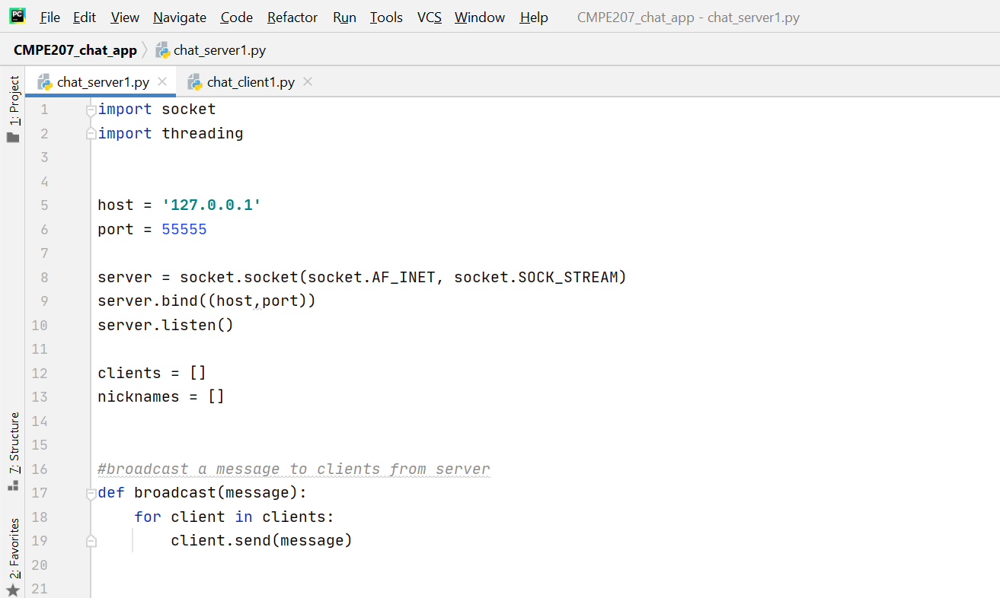 PC File Edit View Navigate Code Refactor Run Tools VCS Window Help CMPE207_chat_app - chat_server1.py
CMPE207_chat_app chat_server1.py
chat_server1.py chat_client1.py
1: Project
7: Structure
2: Favorites
1 import socket
2 import threading
3
4
5 host = '127.0.0.1'
6 port = 55555
7
8 server = socket.socket(socket.AF_INET, socket.SOCK_STREAM)
9 server.bind((host,port))
10 server.listen()
11
12 clients = []
13 nicknames = []
14
15
16 #broadcast a message to clients from server
17 def broadcast(message):
18     for client in clients:
19         client.send(message)
20
21